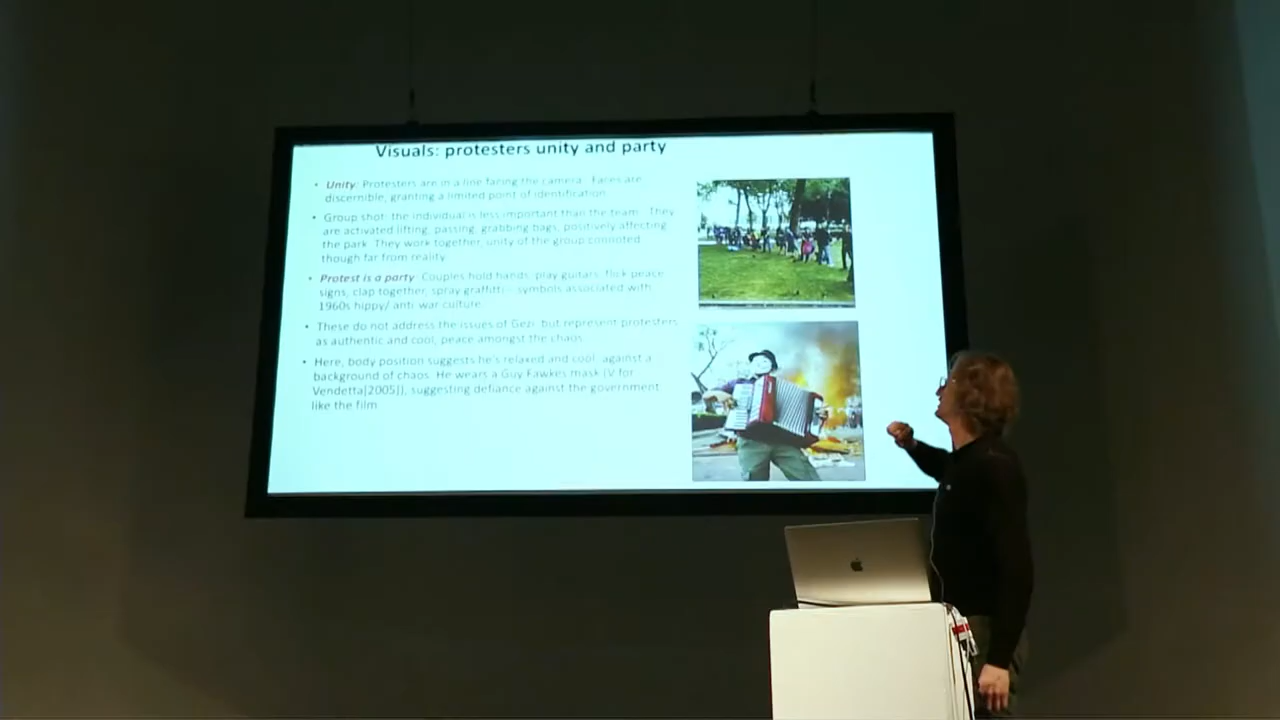 Visuals: protesters unity and party
• Unity: Protesters are in a line facing the camera. Faces are
discernible, granting a limited point of identification.
• Group shot: the individual is less important than the team. They
are activated lifting, passing, grabbing bags, positively affecting
the park. They work together, unity of the group connoted
though far from reality.
• Protest is a party: Couples hold hands, play guitars, flick peace
signs, clap together, spray graffiti – symbols associated with
1960s hippy/ anti-war culture.
• These do not address the issues of Gezi, but represent protesters
as authentic and cool, peace amongst the chaos.
• Here, body position suggests he's relaxed and cool, against a
background of chaos. He wears a Guy Fawkes mask (V for
Vendetta[2005]), suggesting defiance against the government
like the film.